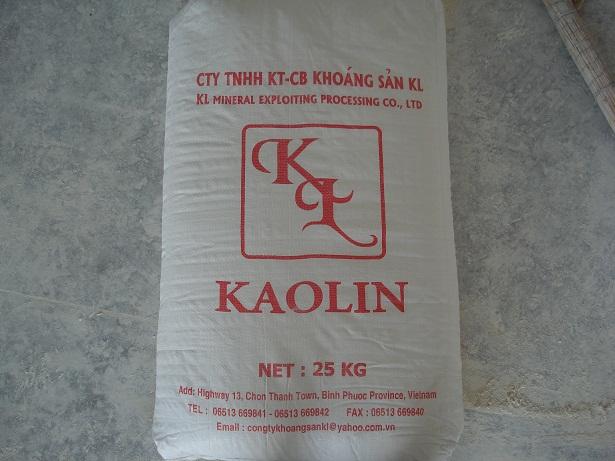 CTY TNHH KT-CB KHOÁNG SẢN KL
KL MINERAL EXPLOITING PROCESSING CO., LTD
KL
KAOLIN
NET : 25 KG
Add: Highway 13, Chon Thanh Town, Binh Phuoc Province, Vietnam
TEL : 06513 669841 - 06513 669842 FAX : 06513 669840
Email : congtykhoangsankl@yahoo.com.vn